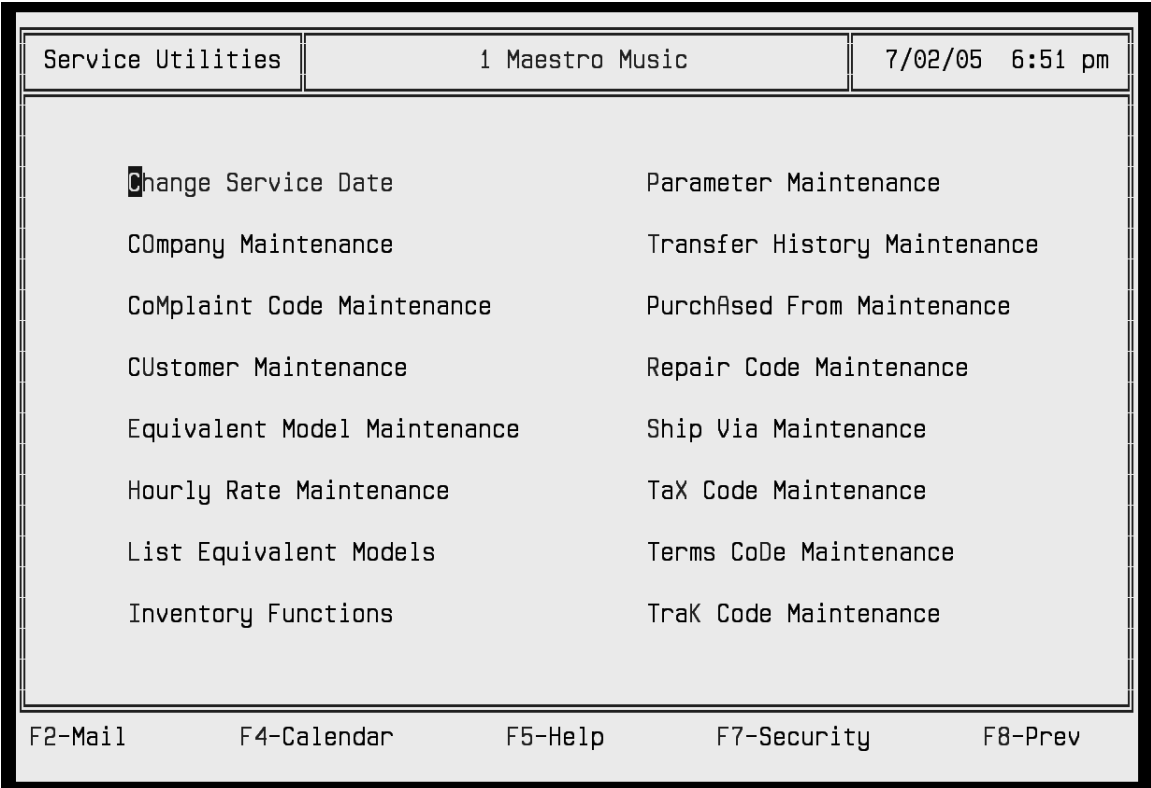 Service Utilities 1 Maestro Music 7/02/05 6:51 pm
Change Service Date Parameter Maintenance
COmpany Maintenance Transfer History Maintenance
CoMplaint Code Maintenance PurchAsed From Maintenance
CUstomer Maintenance Repair Code Maintenance
Equivalent Model Maintenance Ship Via Maintenance
Hourly Rate Maintenance TaX Code Maintenance
List Equivalent Models Terms CoDe Maintenance
Inventory Functions TraK Code Maintenance
F2-Mail F4-Calendar F5-Help F7-Security F8-Prev